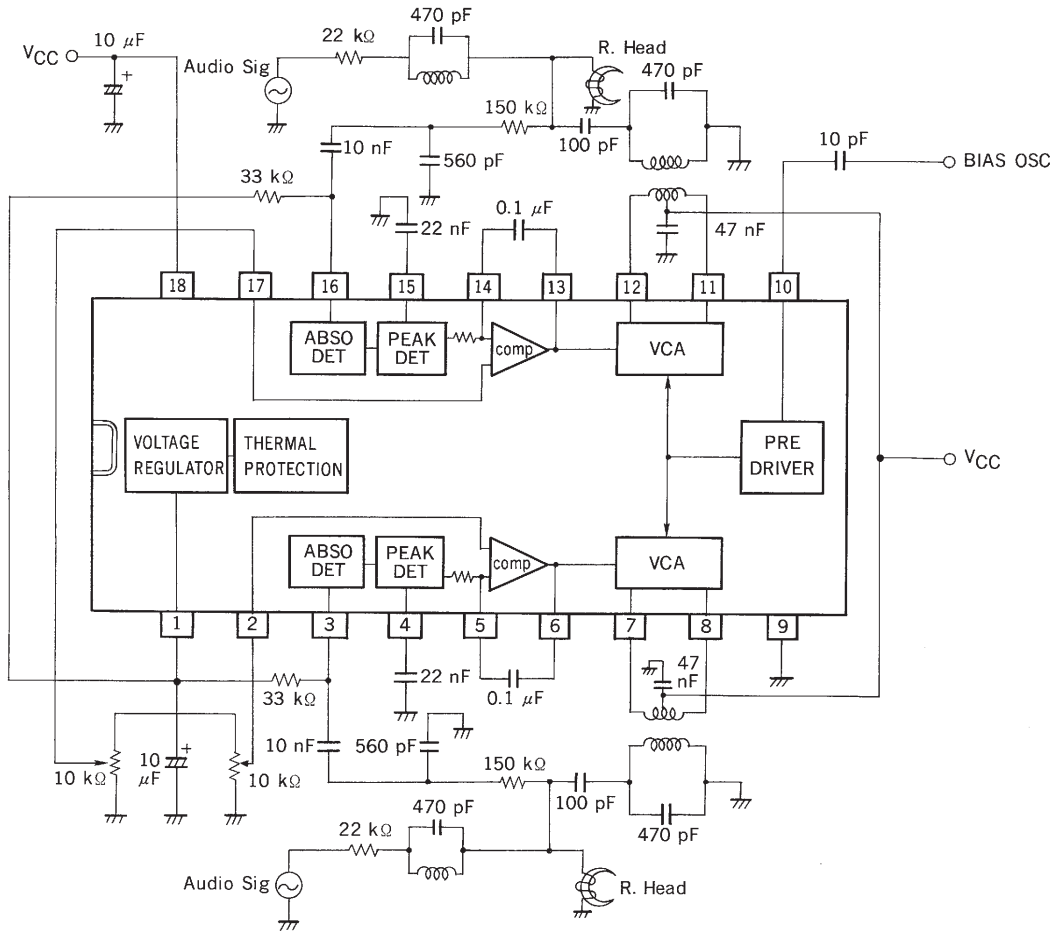 470 pF
10 µF
22 kΩ
R. Head
VCC
Audio Sig
470 pF
150 kΩ
10 pF
10 nF
560 pF
100 pF
BIAS OSC
33 kΩ
0.1 µF
22 nF
47 nF
18
17
16
15
14
13
12
11
10
ABSO
DET
PEAK
DET
comp
VCA
VOLTAGE
REGULATOR
THERMAL
PROTECTION
PRE
DRIVER
VCC
ABSO
DET
PEAK
DET
comp
VCA
1
2
3
4
5
6
7
8
9
33 kΩ
22 nF
0.1 µF
47
nF
10 nF
560 pF
10 kΩ
10
µF
10 kΩ
150 kΩ
100 pF
470 pF
470 pF
22 kΩ
Audio Sig
R. Head